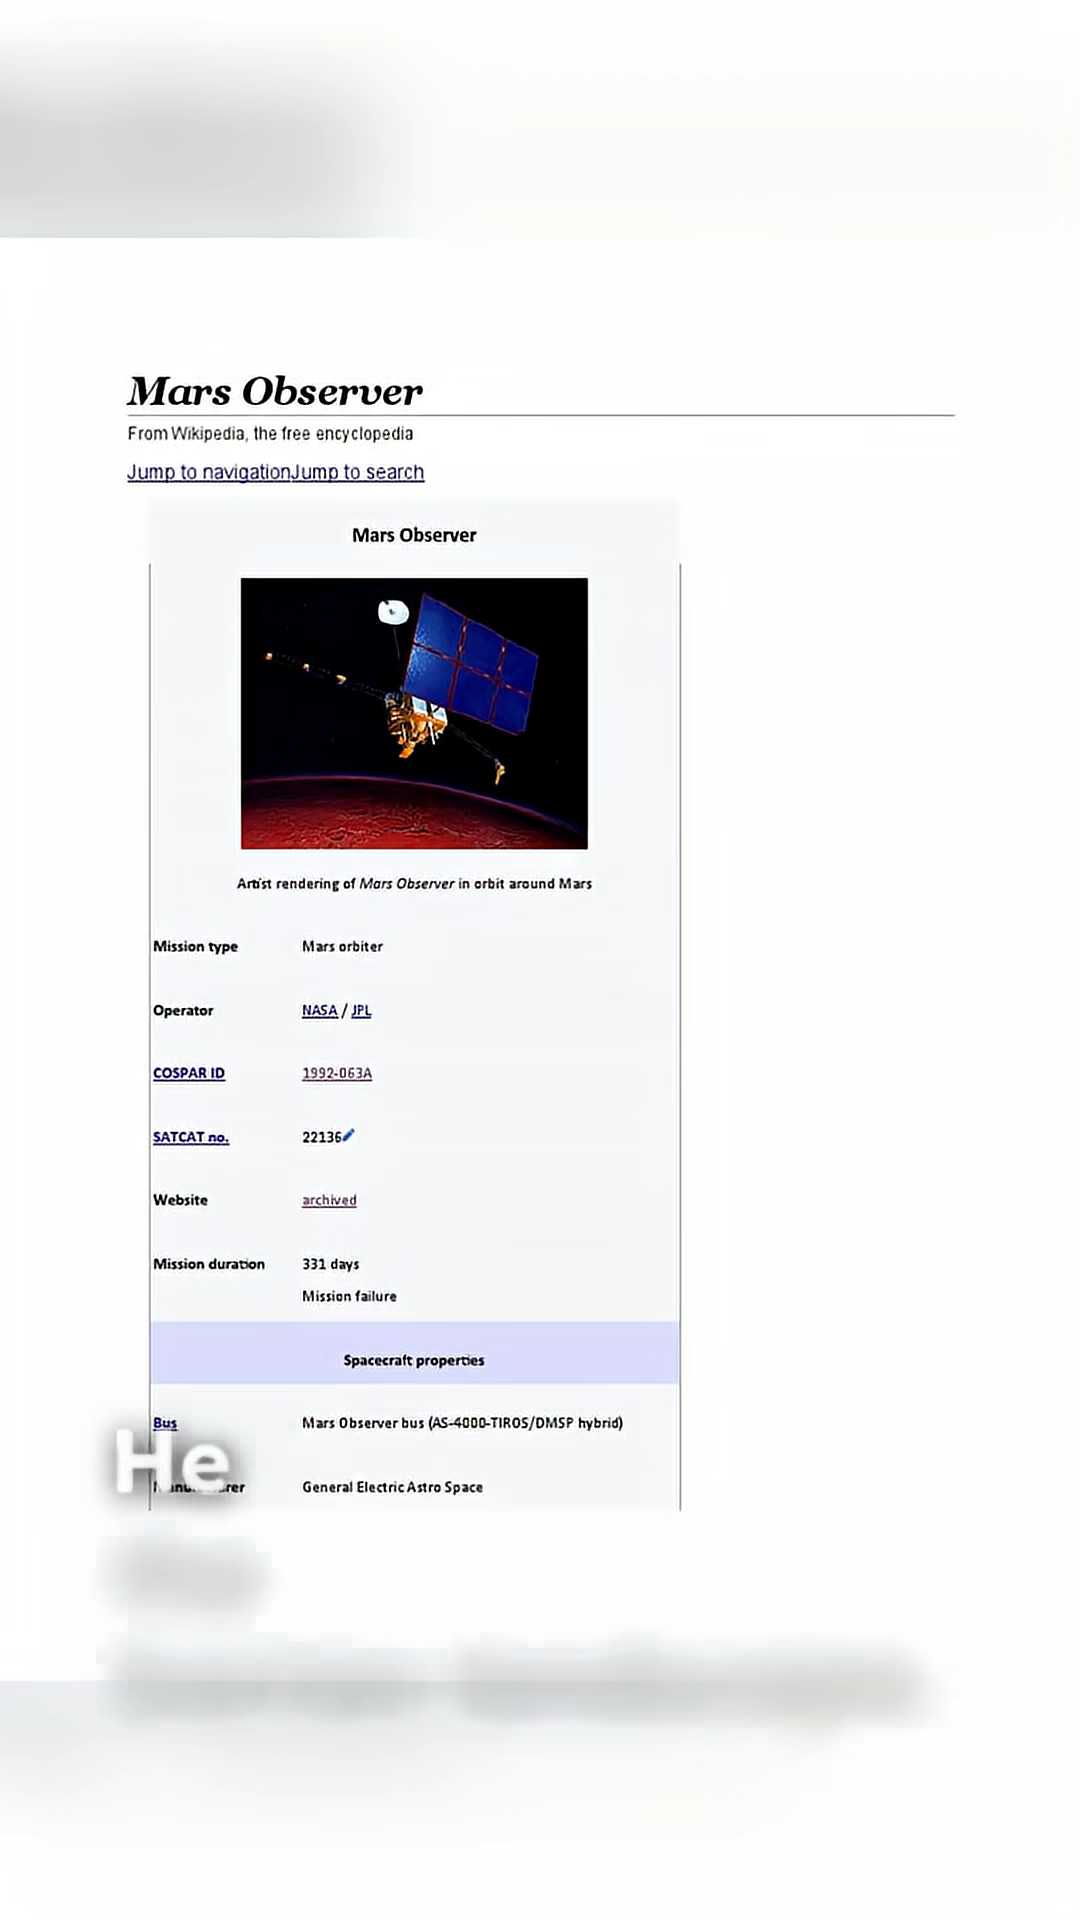 Mars Observer
From Wikipedia, the free encyclopedia
Jump to navigationJump to search
Mars Observer
Artist rendering of Mars Observer in orbit around Mars
Mission type Mars orbiter
Operator NASA / JPL
COSPAR ID 1992-063A
SATCAT no. 22136
Website archived
Mission duration 331 days
Mission failure
Spacecraft properties
Bus Mars Observer bus (AS-4000-TIROS/DMSP hybrid)
He
General Electric Astro Space